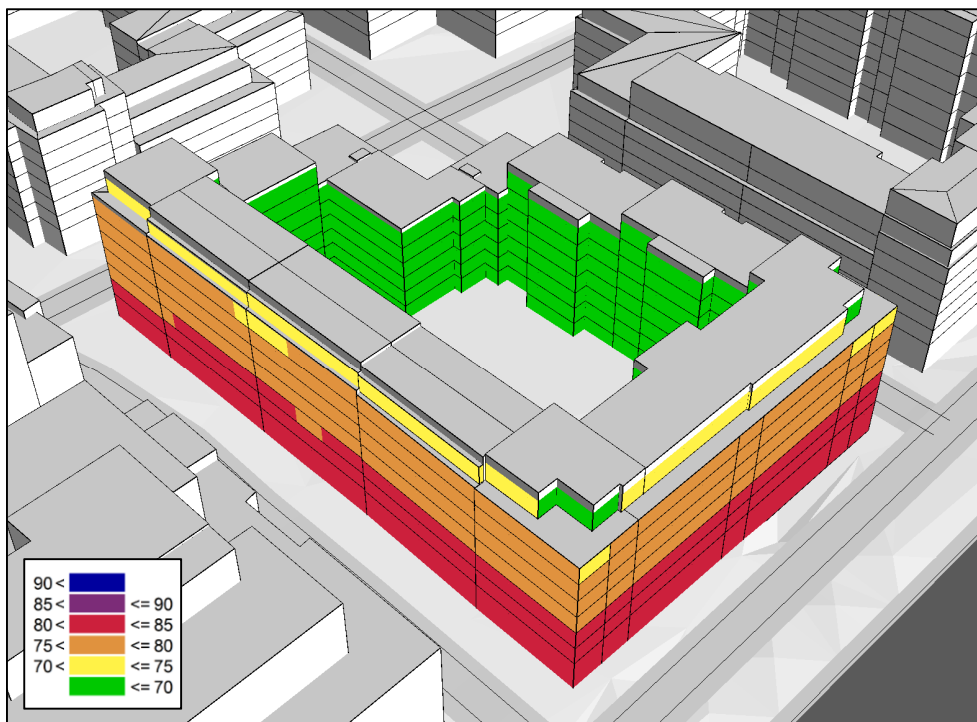 90 <
85 < <= 90
80 < <= 85
75 < <= 80
70 < <= 75
<= 70